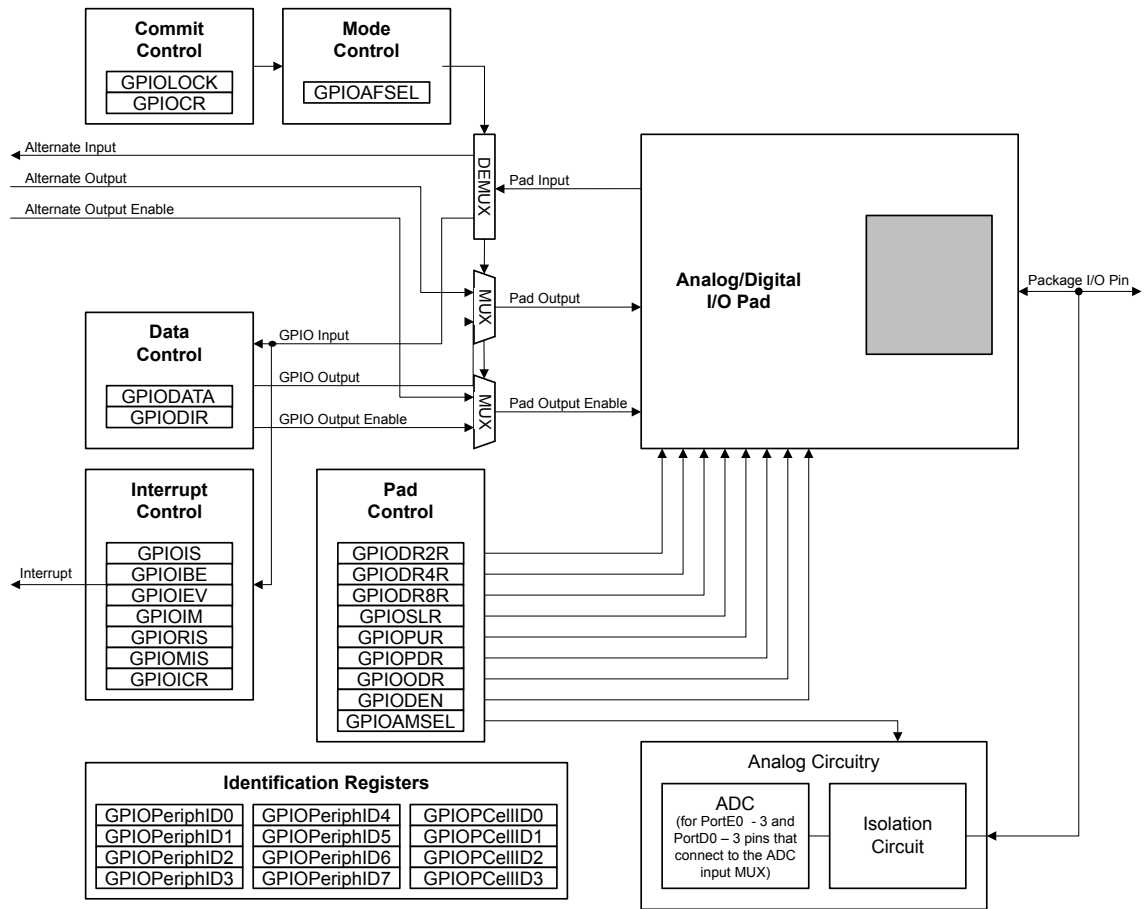 Commit
Control
GPIOLOCK
GPIOCR
Mode
Control
GPIOAFSEL
Alternate Input
Alternate Output
Alternate Output Enable
DEMUX
Pad Input
MUX
Pad Output
MUX
Pad Output Enable
Analog/Digital
I/O Pad
Package I/O Pin
Data
Control
GPIODATA
GPIODIR
GPIO Input
GPIO Output
GPIO Output Enable
Interrupt
Control
GPIOIS
GPIOIBE
GPIOIEV
GPIOIM
GPIORIS
GPIOMIS
GPIOICR
Interrupt
Pad
Control
GPIODR2R
GPIODR4R
GPIODR8R
GPIOSLR
GPIOPUR
GPIOPDR
GPIOODR
GPIODEN
GPIOAMSEL
Analog Circuitry
ADC
(for PortE0 - 3 and
PortD0 – 3 pins that
connect to the ADC
input MUX)
Isolation
Circuit
Identification Registers
GPIOPeriphID0
GPIOPeriphID1
GPIOPeriphID2
GPIOPeriphID3
GPIOPeriphID4
GPIOPeriphID5
GPIOPeriphID6
GPIOPeriphID7
GPIOPCellID0
GPIOPCellID1
GPIOPCellID2
GPIOPCellID3